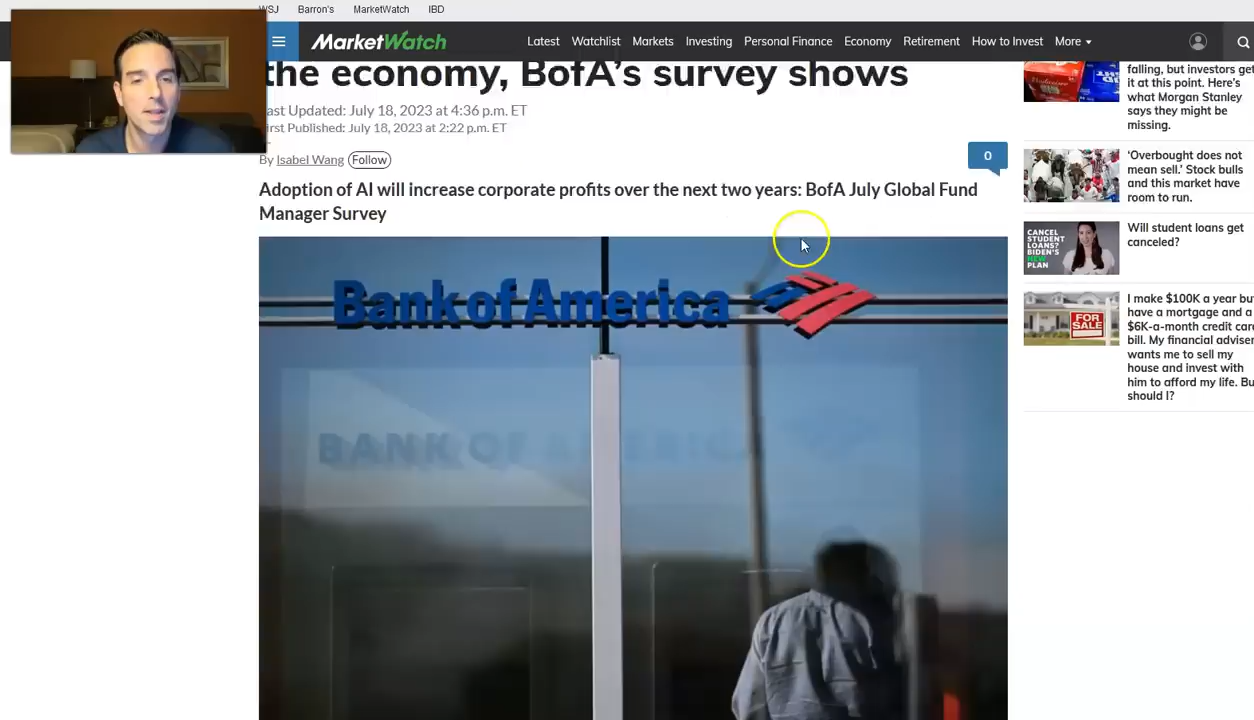 WSJ
Barron's
MarketWatch
IBD
MarketWatch
Latest
Watchlist
Markets
Investing
Personal Finance
Economy
Retirement
How to Invest
More
the economy, BofA's survey shows
Last Updated: July 18, 2023 at 4:36 p.m. ET
First Published: July 18, 2023 at 2:22 p.m. ET
By Isabel Wang
Follow
0
Adoption of AI will increase corporate profits over the next two years: BofA July Global Fund
Manager Survey
Bank of America
BANK OF AMERICA
falling, but investors get
it at this point. Here's
what Morgan Stanley
says they might be
missing.
'Overbought does not
mean sell.' Stock bulls
and this market have
room to run.
CANCEL
STUDENT
LOANS?
BIDEN'S
NEW
PLAN
Will student loans get
canceled?
FOR
SALE
I make $100K a year but
have a mortgage and a
$6K-a-month credit car
bill. My financial adviser
wants me to sell my
house and invest with
him to afford my life. Bu
should I?